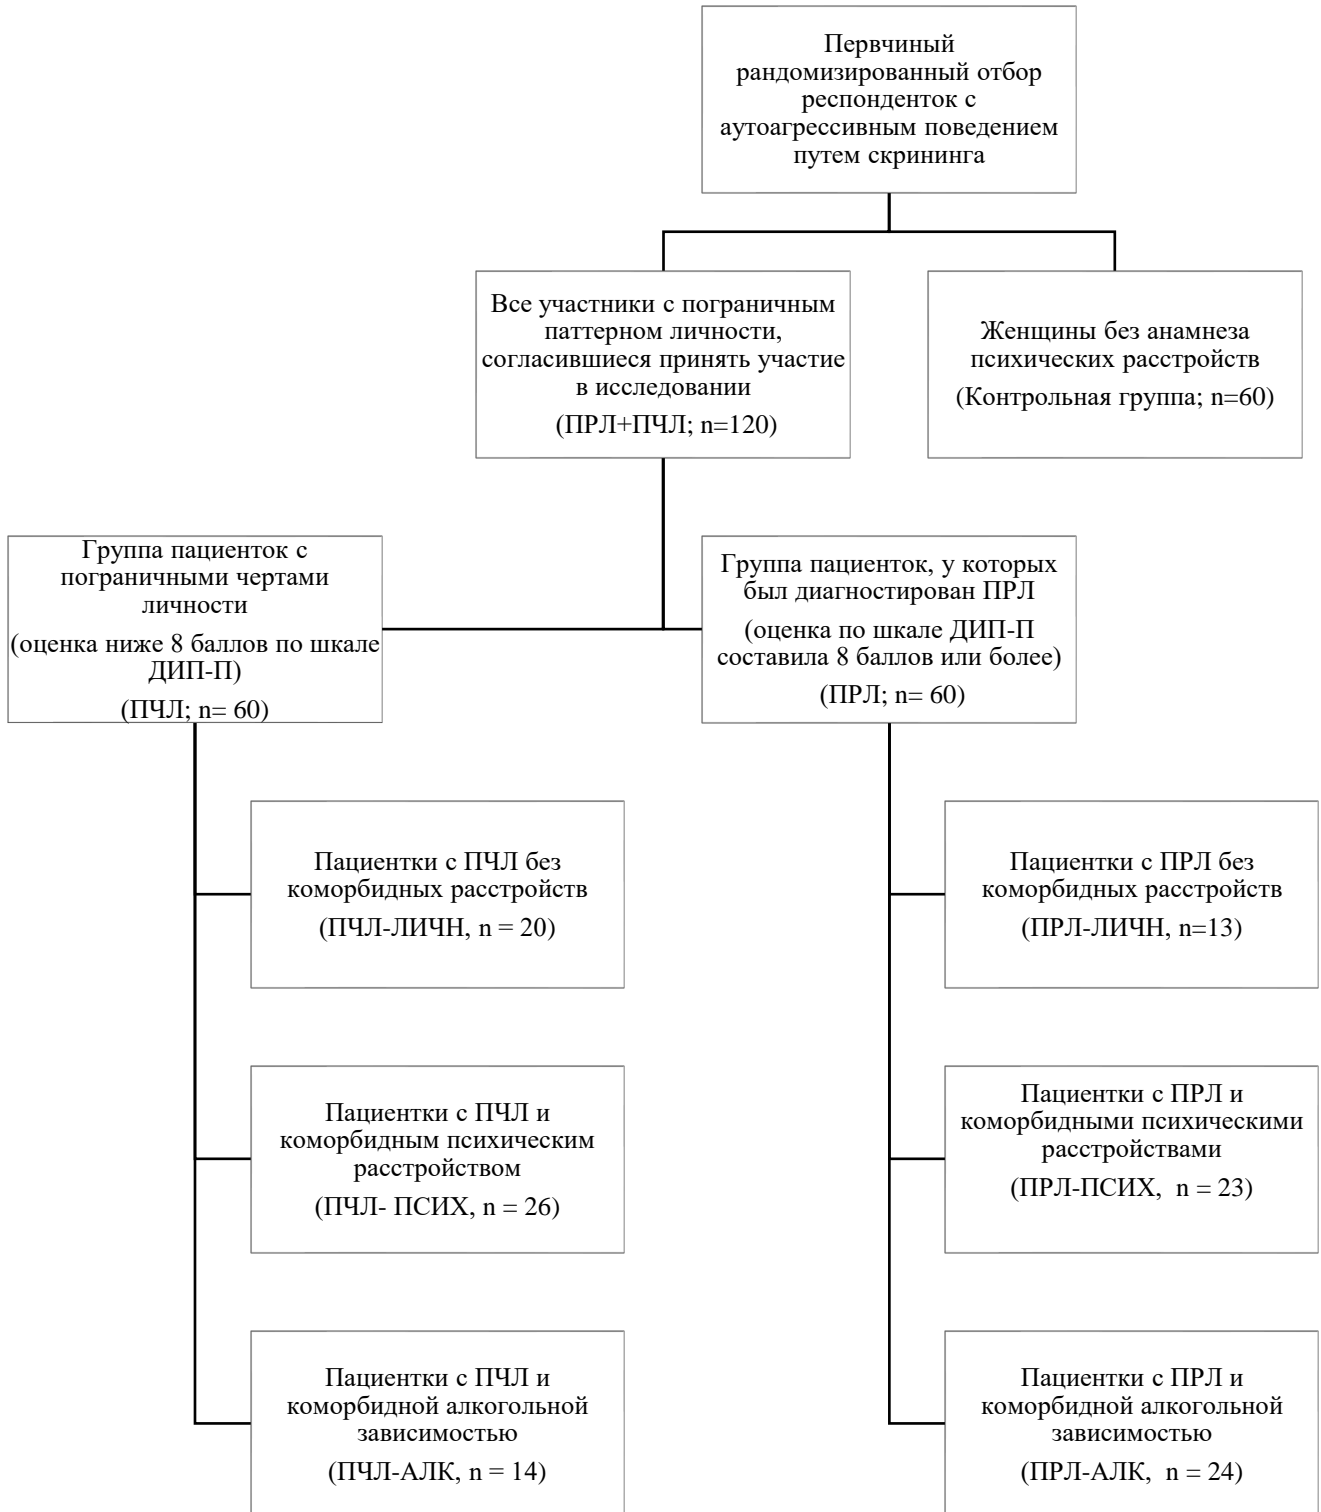 Первчиный
рандомизированный отбор
респонденток с
аутоагрессивным поведением
путем скрининга
Все участники с пограничным
паттерном личности,
согласившиеся принять участие
в исследовании
(ПРЛ+ПЧЛ; n=120)
Женщины без анамнеза
психических расстройств
(Контрольная группа; n=60)
Группа пациенток с
пограничными чертами
личности
(оценка ниже 8 баллов по шкале
ДИП-П)
(ПЧЛ; n= 60)
Группа пациенток, у которых
был диагностирован ПРЛ
(оценка по шкале ДИП-П
составила 8 баллов или более)
(ПРЛ; n= 60)
Пациентки с ПЧЛ без
коморбидных расстройств
(ПЧЛ-ЛИЧН, n = 20)
Пациентки с ПРЛ без
коморбидных расстройств
(ПРЛ-ЛИЧН, n=13)
Пациентки с ПЧЛ и
коморбидным психическим
расстройством
(ПЧЛ- ПСИХ, n = 26)
Пациентки с ПРЛ и
коморбидными психическими
расстройствами
(ПРЛ-ПСИХ,  n = 23)
Пациентки с ПЧЛ и
коморбидной алкогольной
зависимостью
(ПЧЛ-АЛК, n = 14)
Пациентки с ПРЛ и
коморбидной алкогольной
зависимостью
(ПРЛ-АЛК,  n = 24)